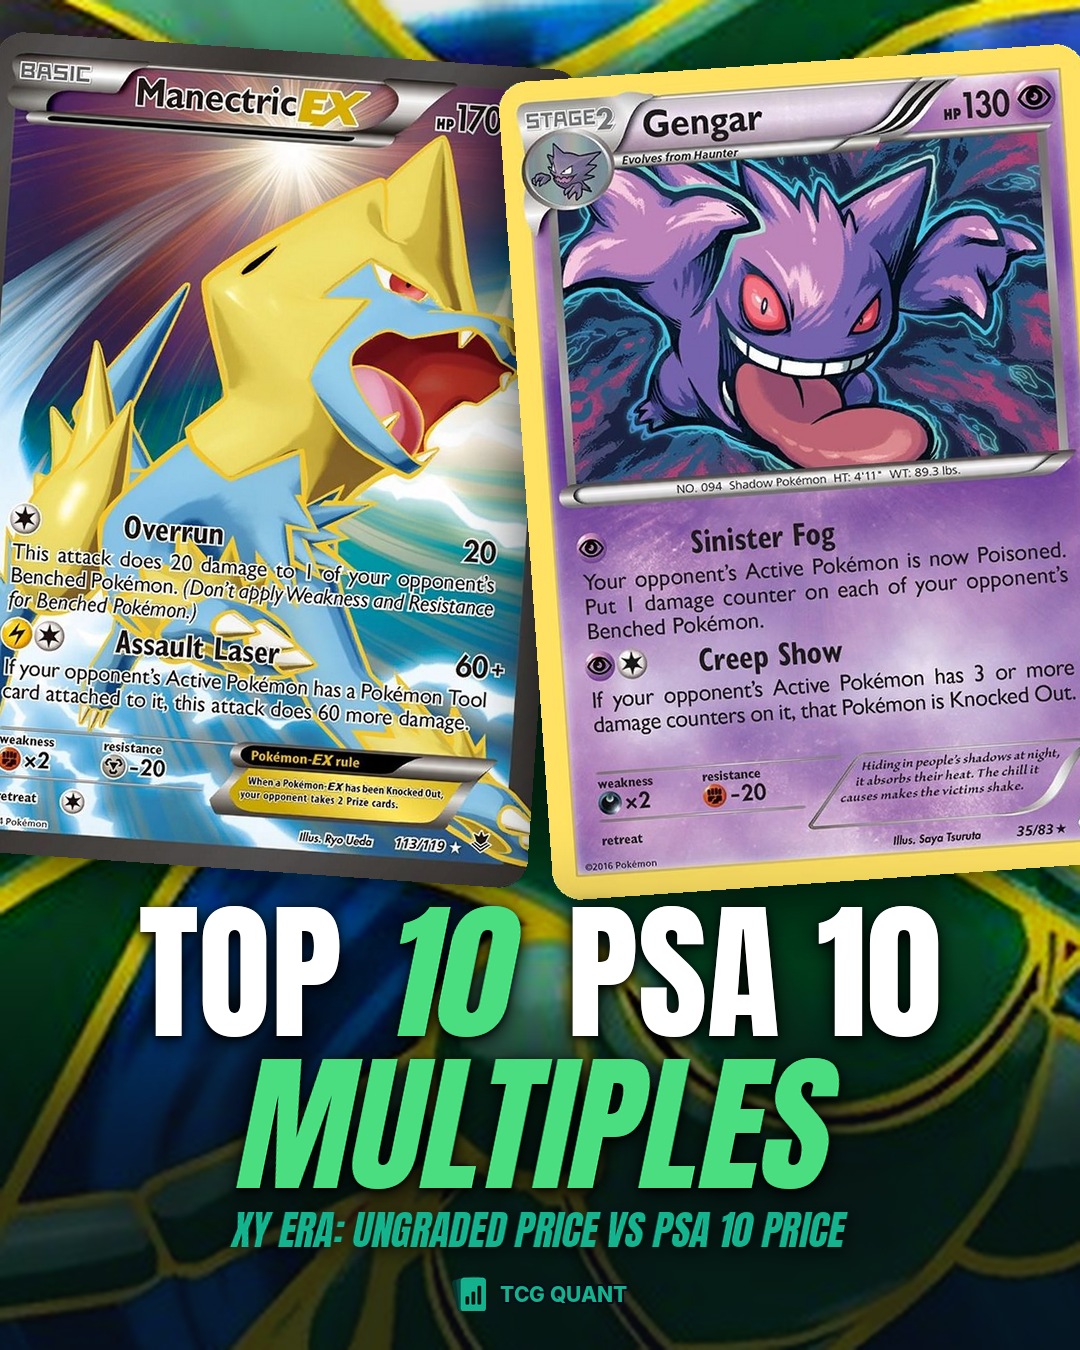 BASIC
Manectric EX
HP 170
Overrun
20
This attack does 20 damage to 1 of your opponent's
Benched Pokémon. (Don't apply Weakness and Resistance
for Benched Pokémon.)
Assault Laser
60+
If your opponent's Active Pokémon has a Pokémon Tool
card attached to it, this attack does 60 more damage.
weakness
×2
resistance
-20
Pokémon-EX rule
When a Pokémon-EX has been Knocked Out,
your opponent takes 2 Prize cards.
etreat
4 Pokémon
Illus. Ryo Ueda
113/119
STAGE2
Gengar
HP 130
Evolves from Haunter
NO. 094 Shadow Pokémon HT: 4'11" WT: 89.3 lbs.
Sinister Fog
Your opponent's Active Pokémon is now Poisoned.
Put 1 damage counter on each of your opponent's
Benched Pokémon.
Creep Show
If your opponent's Active Pokémon has 3 or more
damage counters on it, that Pokémon is Knocked Out.
weakness
×2
resistance
-20
Hiding in people's shadows at night,
it absorbs their heat. The chill it
causes makes the victims shake.
retreat
Illus. Saya Tsuruta
35/83
©2016 Pokémon
TOP 10 PSA 10
MULTIPLES
XY ERA: UNGRADED PRICE VS PSA 10 PRICE
TCG QUANT